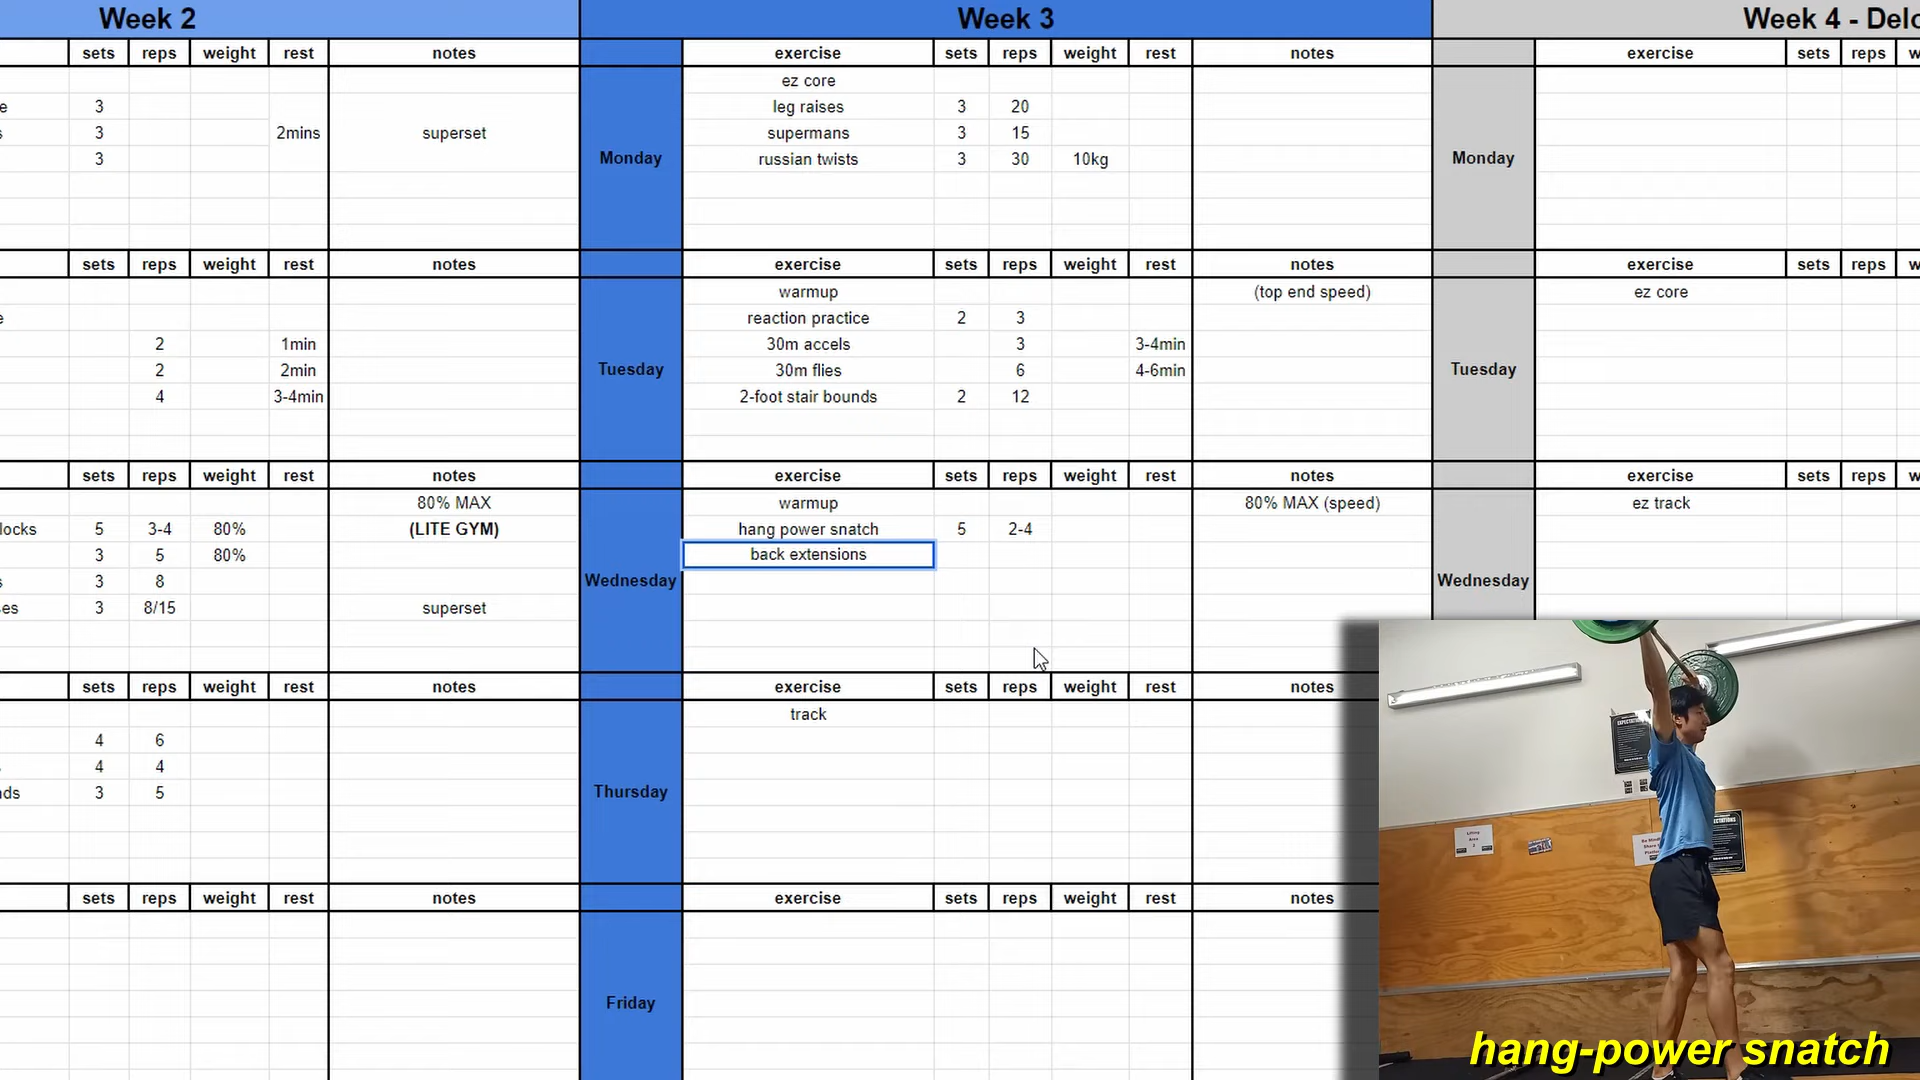 Week 2 Week 3 Week 4 - Delo
sets reps weight rest notes exercise sets reps weight rest notes exercise sets reps w
ez core
e 3 leg raises 3 20
s 3 2mins superset supermans 3 15
3 Monday russian twists 3 30 10kg Monday
sets reps weight rest notes exercise sets reps weight rest notes exercise sets reps w
warmup (top end speed) ez core
e reaction practice 2 3
2 1min 30m accels 3 3-4min
2 2min Tuesday 30m flies 6 4-6min Tuesday
4 3-4min 2-foot stair bounds 2 12
sets reps weight rest notes exercise sets reps weight rest notes exercise sets reps w
80% MAX warmup 80% MAX (speed) ez track
locks 5 3-4 80% (LITE GYM) hang power snatch 5 2-4
3 5 80% back extensions
s 3 8 Wednesday Wednesday
es 3 8/15 superset
sets reps weight rest notes exercise sets reps weight rest notes
track
4 6
4 4
nds 3 5 Thursday
sets reps weight rest notes exercise sets reps weight rest notes
Friday
EXPECTATIONS
Lifting
Area
hang-power snatch